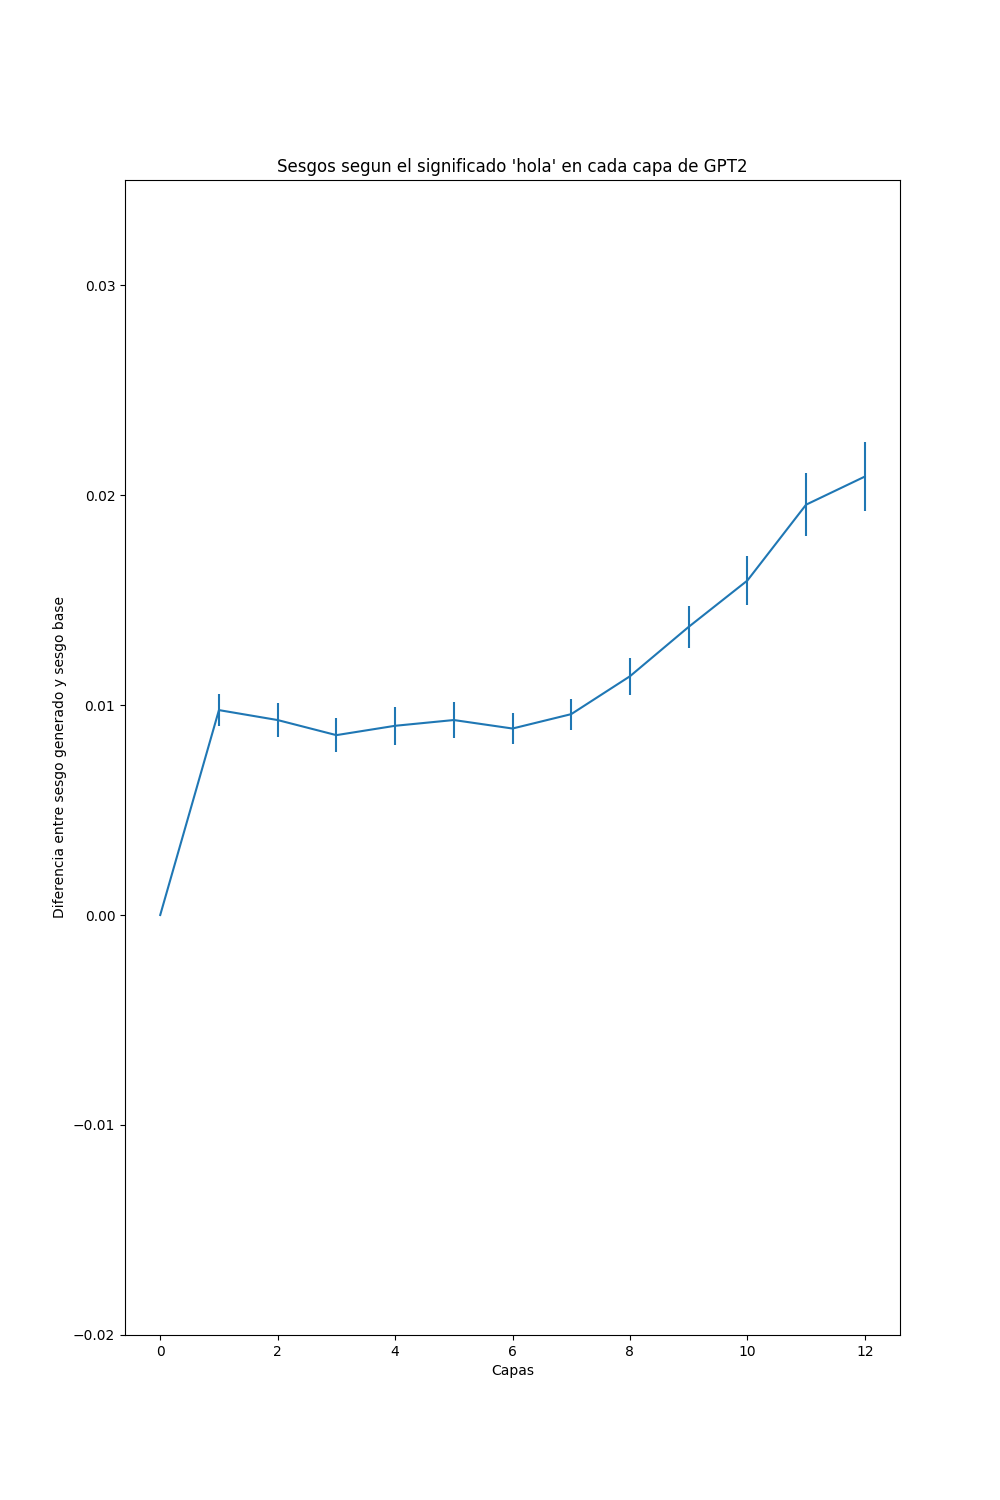 Sesgos segun el significado 'hola' en cada capa de GPT2
Diferencia entre sesgo generado y sesgo base
0.03
0.02
0.01
0.00
−0.01
−0.02
0 2 4 6 8 10 12
Capas